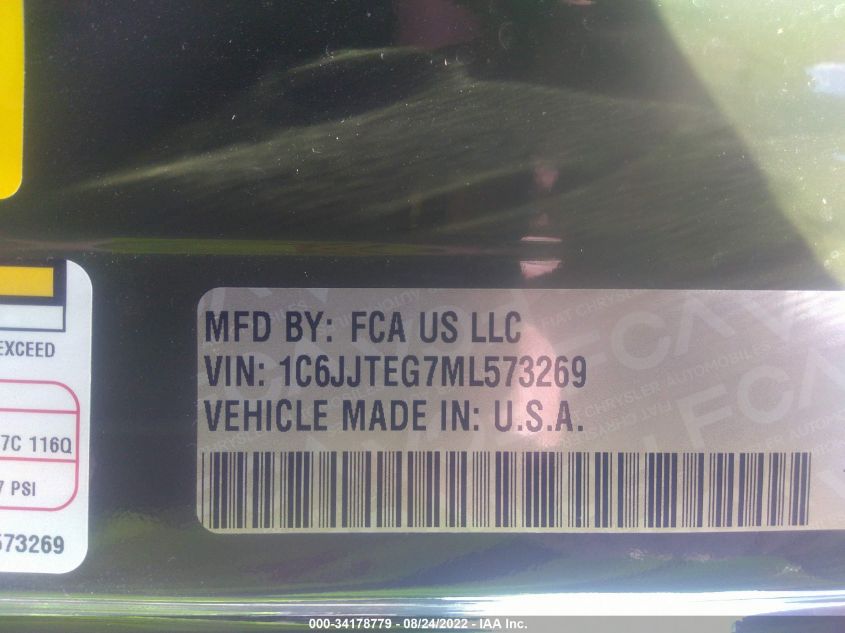 EXCEED
7C 116Q
7 PSI
573269
MFD BY: FCA US LLC
VIN: 1C6JJTEG7ML573269
VEHICLE MADE IN: U.S.A.
000-34178779 - 08/24/2022 - IAA Inc.